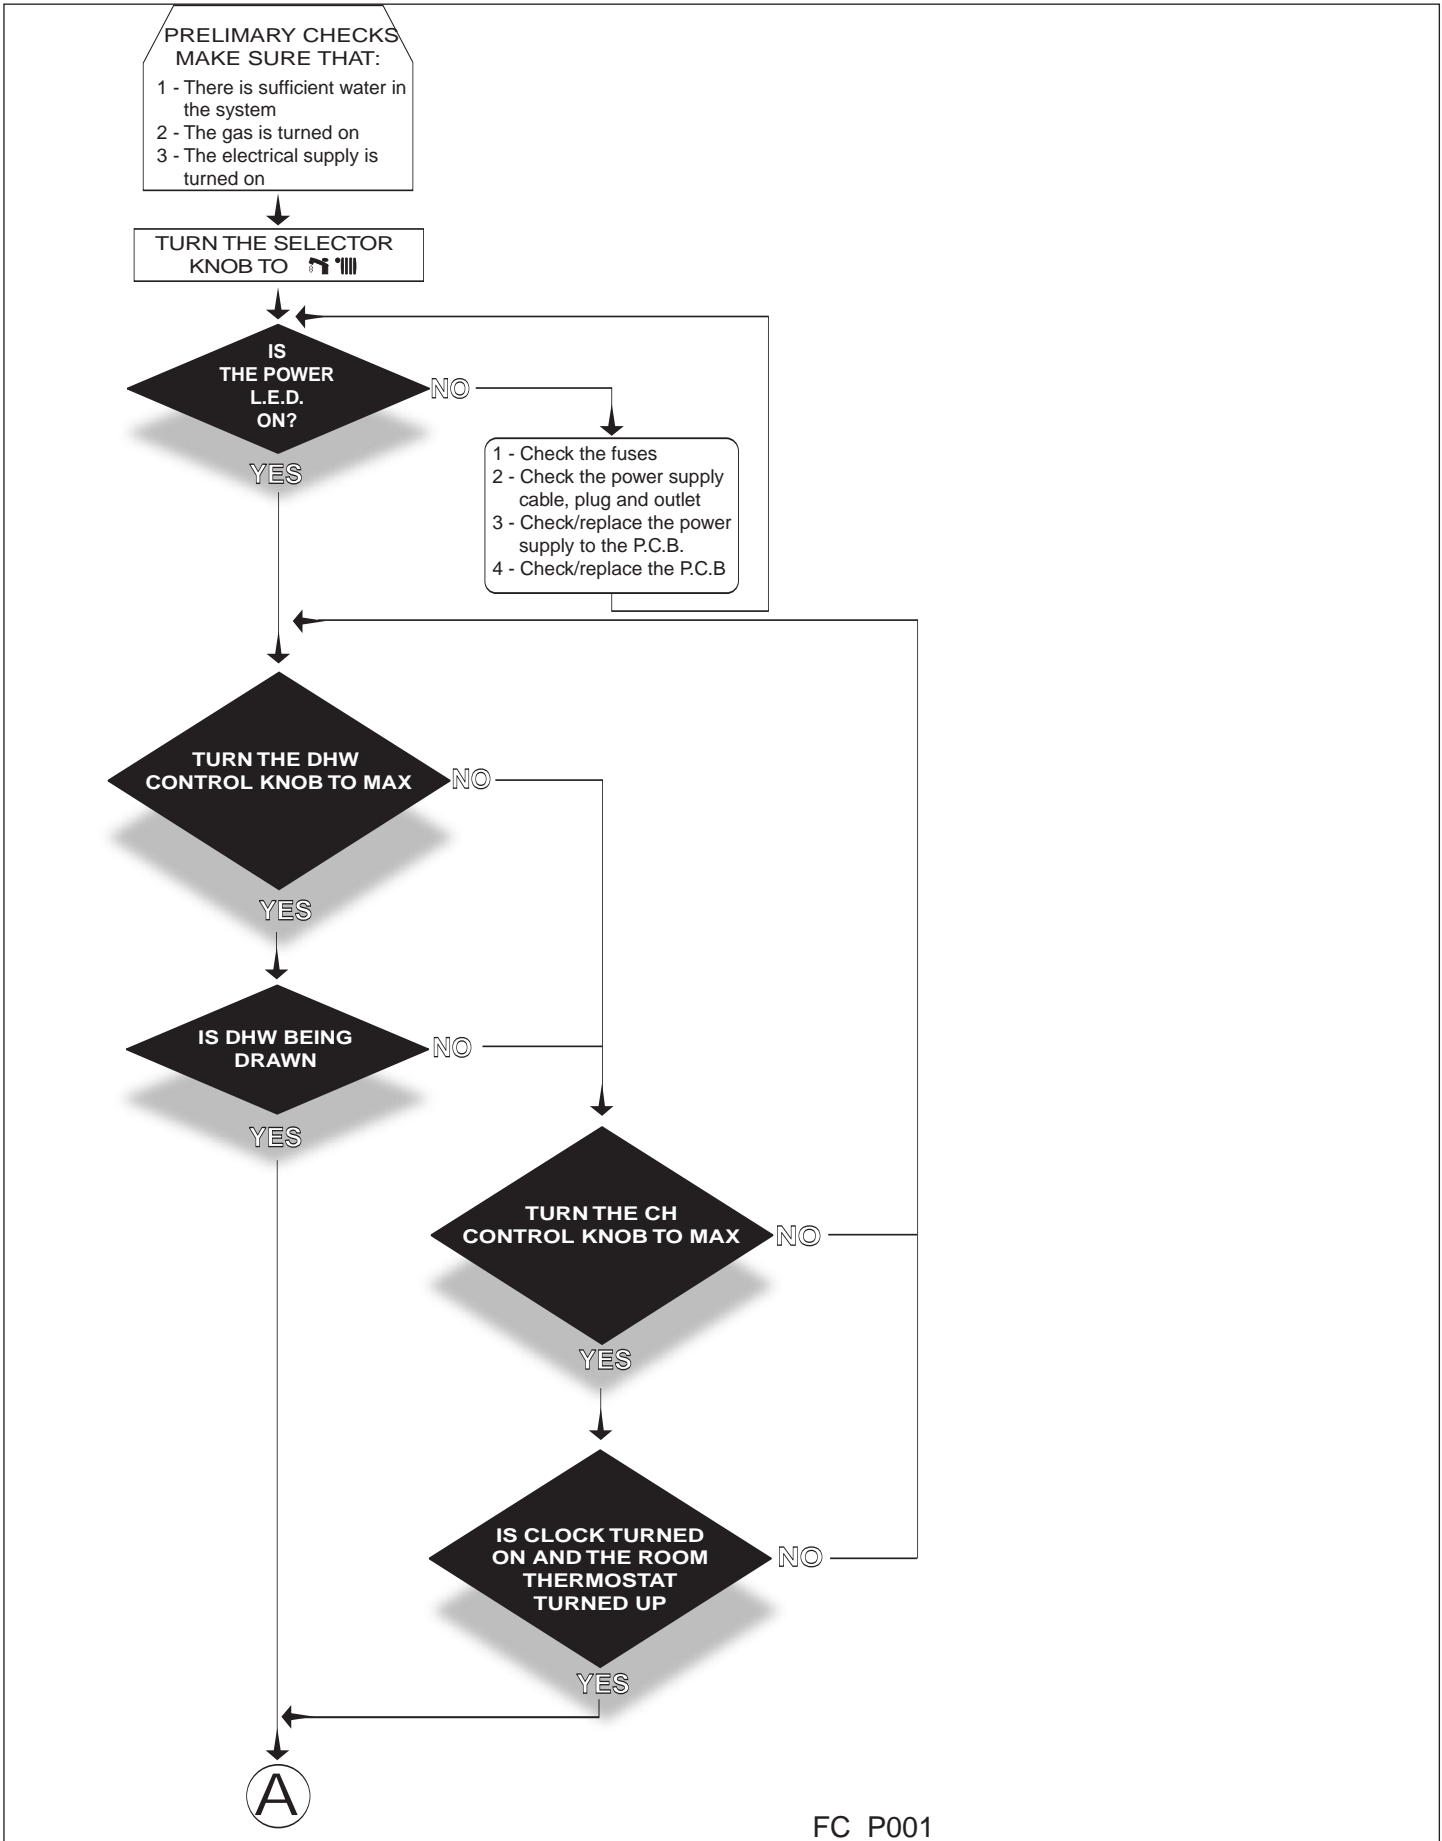 PRELIMARY CHECKS
MAKE SURE THAT:
1 - There is sufficient water in
the system
2 - The gas is turned on
3 - The electrical supply is
turned on
TURN THE SELECTOR
KNOB TO
IS
THE POWER
L.E.D.
ON?
NO
YES
1 - Check the fuses
2 - Check the power supply
cable, plug and outlet
3 - Check/replace the power
supply to the P.C.B.
4 - Check/replace the P.C.B
TURN THE DHW
CONTROL KNOB TO MAX
NO
YES
IS DHW BEING
DRAWN
NO
YES
TURN THE CH
CONTROL KNOB TO MAX
NO
YES
IS CLOCK TURNED
ON AND THE ROOM
THERMOSTAT
TURNED UP
NO
YES
A
FC P001